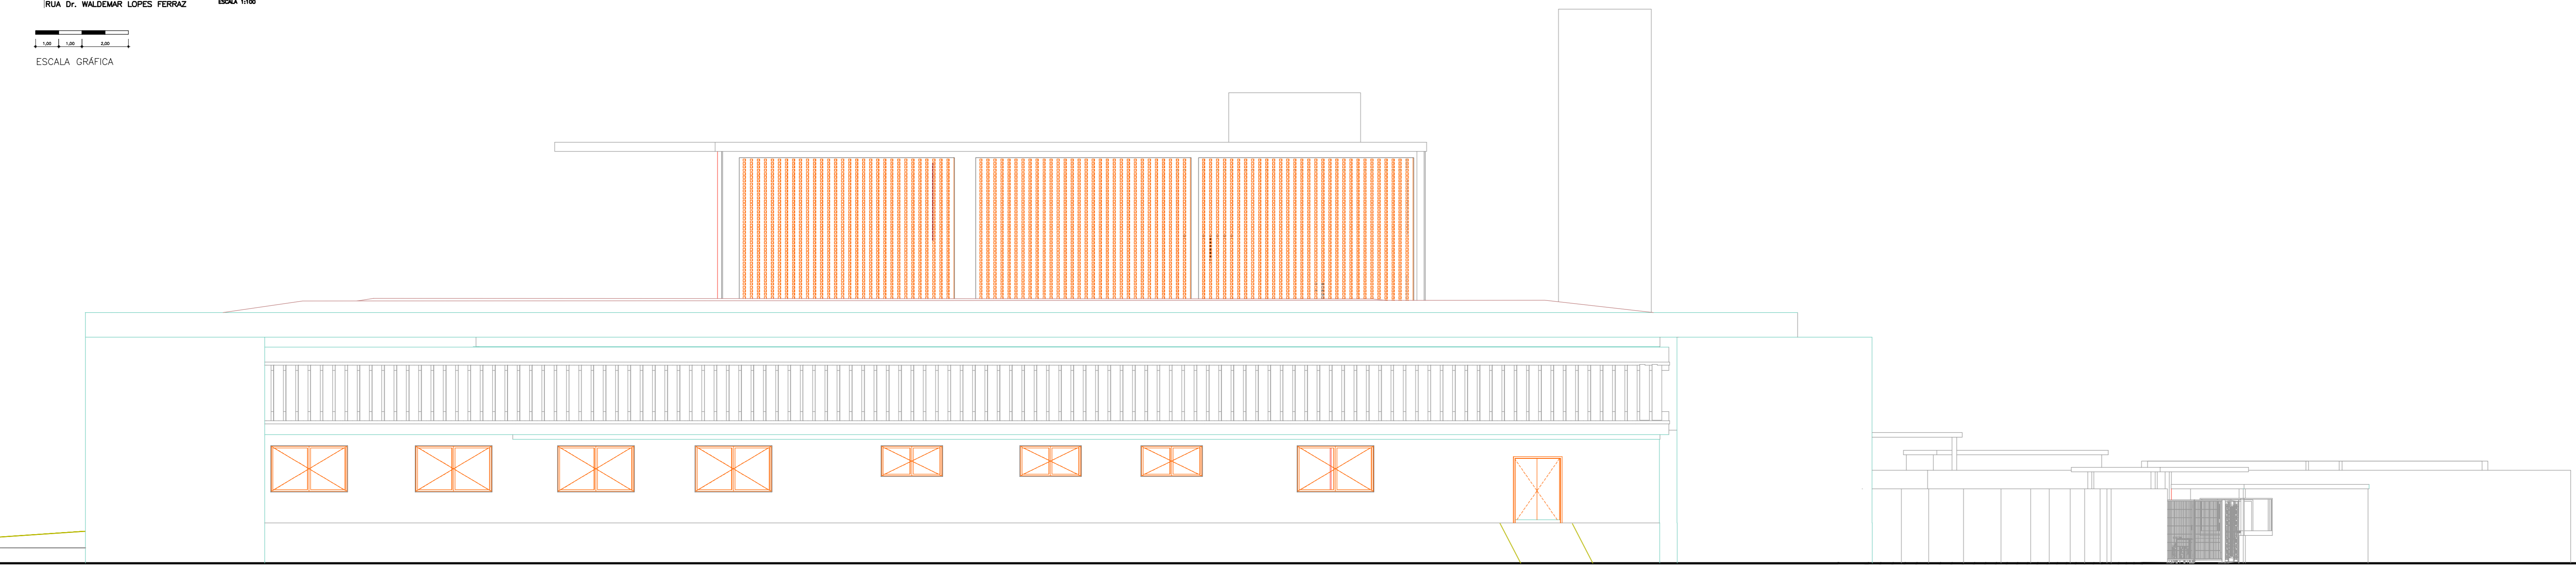 RUA Dr. WALDEMAR LOPES FERRAZ
ESCALA 1:100
1,00 1,00 2,00
ESCALA GRÁFICA